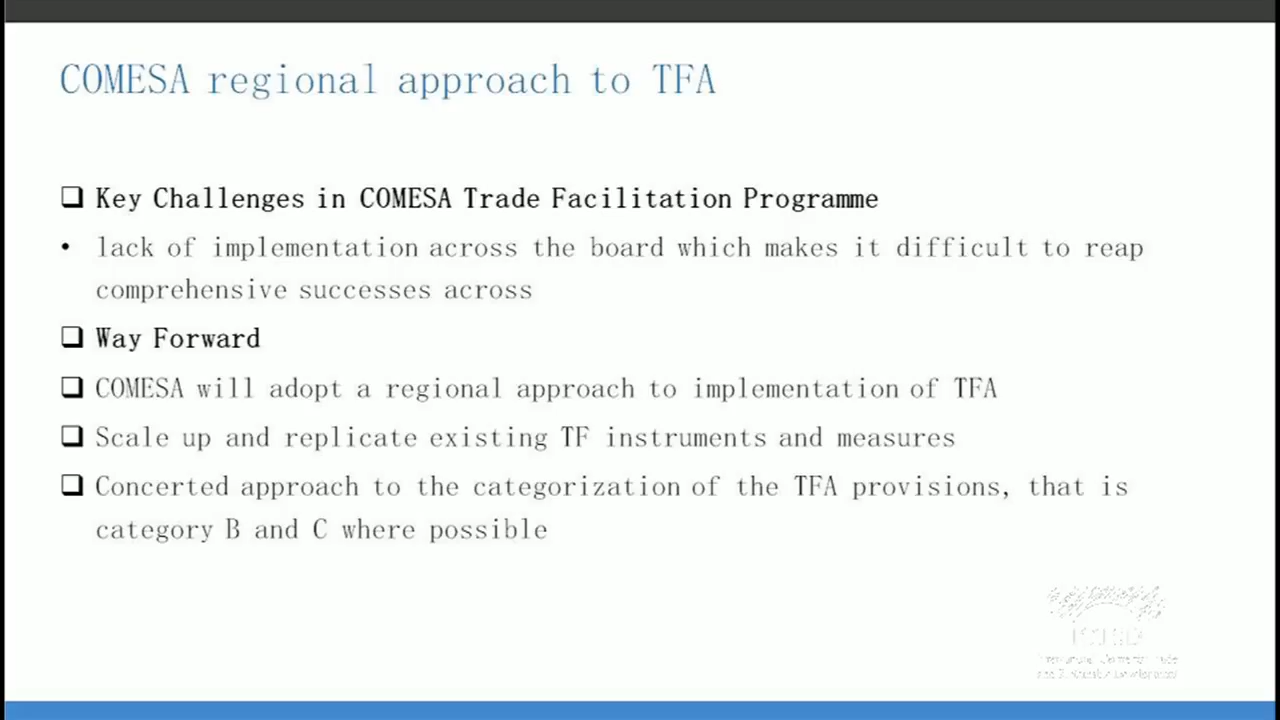 COMESA regional approach to TFA
❑ Key Challenges in COMESA Trade Facilitation Programme
• lack of implementation across the board which makes it difficult to reap
comprehensive successes across
❑ Way Forward
❑ COMESA will adopt a regional approach to implementation of TFA
❑ Scale up and replicate existing TF instruments and measures
❑ Concerted approach to the categorization of the TFA provisions, that is
category B and C where possible